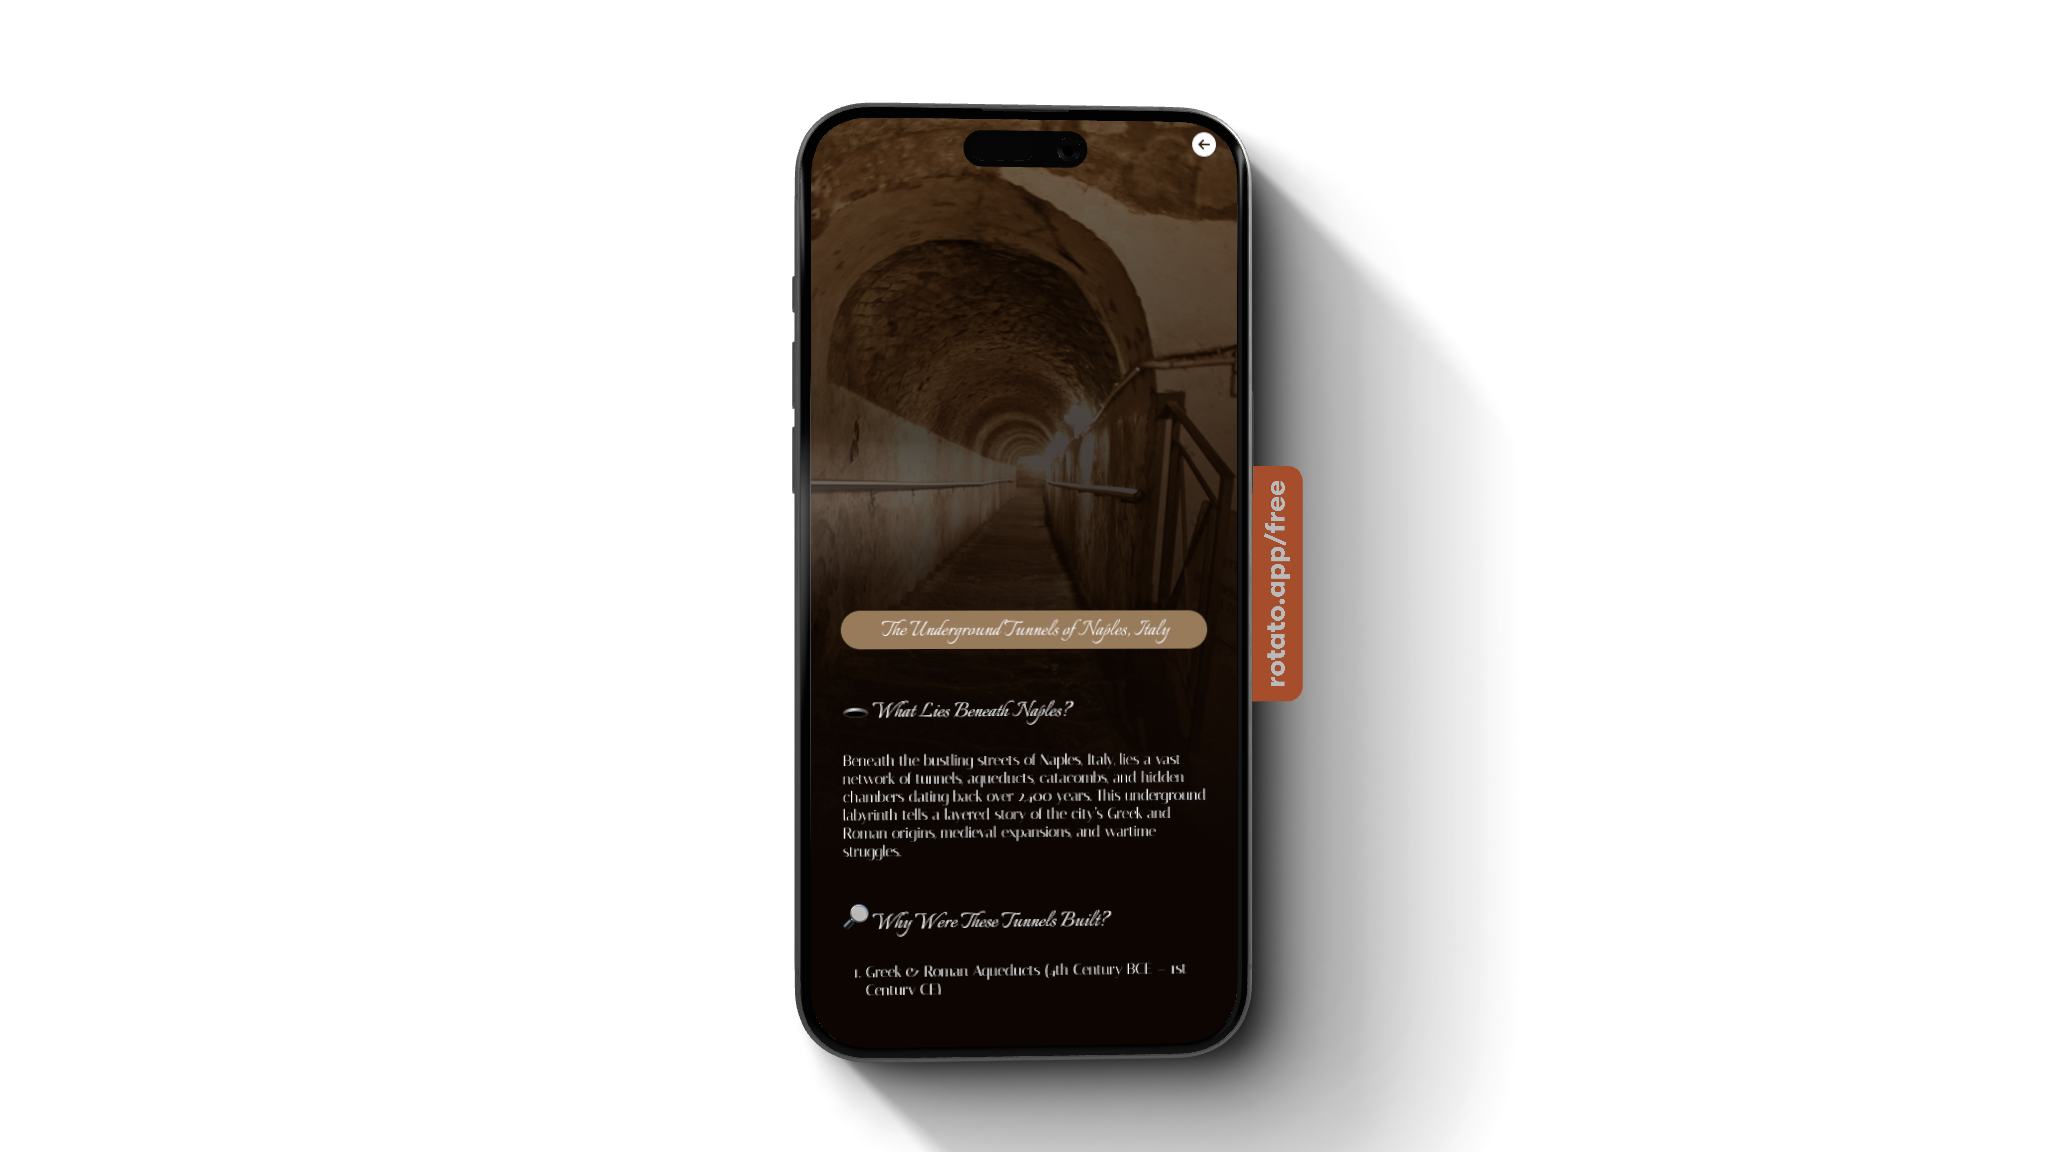 The Underground Tunnels of Naples, Italy
What Lies Beneath Naples?
Beneath the bustling streets of Naples, Italy, lies a vast
network of tunnels, aqueducts, catacombs, and hidden
chambers dating back over 2,400 years. This underground
labyrinth tells a layered story of the city's Greek and
Roman origins, medieval expansions, and wartime
struggles.
Why Were These Tunnels Built?
1. Greek & Roman Aqueducts (4th Century BCE – 1st
Century CE)
rotato.app/free